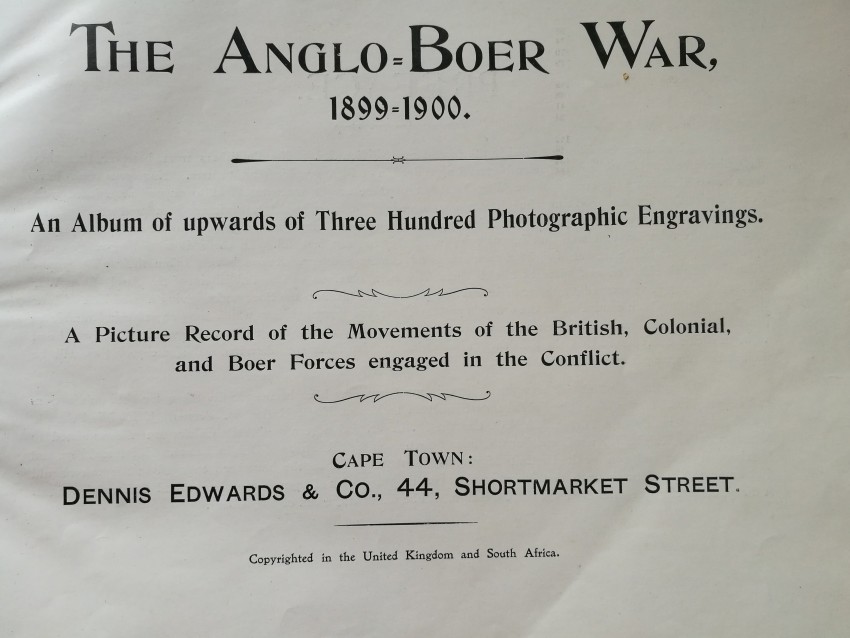 The Anglo=Boer War,
1899=1900.
An Album of upwards of Three Hundred Photographic Engravings.
A Picture Record of the Movements of the British, Colonial,
and Boer Forces engaged in the Conflict.
Cape Town:
Dennis Edwards & Co., 44, Shortmarket Street.
Copyrighted in the United Kingdom and South Africa.